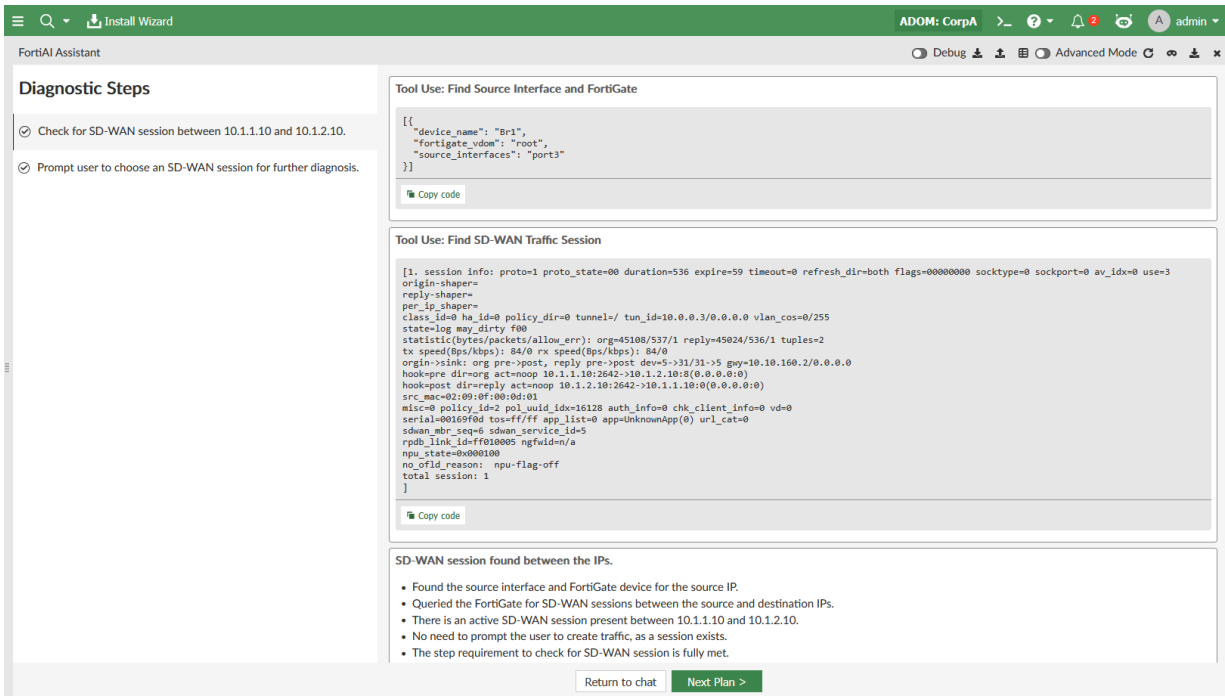 Install Wizard
ADOM: CorpA
2
A
admin
FortiAI Assistant
Debug
Advanced Mode
Diagnostic Steps
Check for SD-WAN session between 10.1.1.10 and 10.1.2.10.
Prompt user to choose an SD-WAN session for further diagnosis.
Tool Use: Find Source Interface and FortiGate
[{
"device_name": "Br1",
"fortigate_vdom": "root",
"source_interfaces": "port3"
}]
Copy code
Tool Use: Find SD-WAN Traffic Session
[1. session info: proto=1 proto_state=00 duration=536 expire=59 timeout=0 refresh_dir=both flags=00000000 socktype=0 sockport=0 av_idx=0 use=3
origin-shaper=
reply-shaper=
per_ip_shaper=
class_id=0 ha_id=0 policy_dir=0 tunnel=/ tun_id=10.0.0.3/0.0.0.0 vlan_cos=0/255
state=log may_dirty f00
statistic(bytes/packets/allow_err): org=45108/537/1 reply=45024/536/1 tuples=2
tx speed(Bps/kbps): 84/0 rx speed(Bps/kbps): 84/0
orgin->sink: org pre->post, reply pre->post dev=5->31/31->5 gwy=10.10.160.2/0.0.0.0
hook=pre dir=org act=noop 10.1.1.10:2642->10.1.2.10:8(0.0.0.0:0)
hook=post dir=reply act=noop 10.1.2.10:2642->10.1.1.10:0(0.0.0.0:0)
src_mac=02:09:0f:00:0d:01
misc=0 policy_id=2 pol_uuid_idx=16128 auth_info=0 chk_client_info=0 vd=0
serial=00169f0d tos=ff/ff app_list=0 app=UnknownApp(0) url_cat=0
sdwan_mbr_seq=6 sdwan_service_id=5
rpdb_link_id=ff010005 ngfwid=n/a
npu_state=0x000100
no_ofld_reason:  npu-flag-off
total session: 1
]
Copy code
SD-WAN session found between the IPs.
• Found the source interface and FortiGate device for the source IP.
• Queried the FortiGate for SD-WAN sessions between the source and destination IPs.
• There is an active SD-WAN session present between 10.1.1.10 and 10.1.2.10.
• No need to prompt the user to create traffic, as a session exists.
• The step requirement to check for SD-WAN session is fully met.
Return to chat
Next Plan >